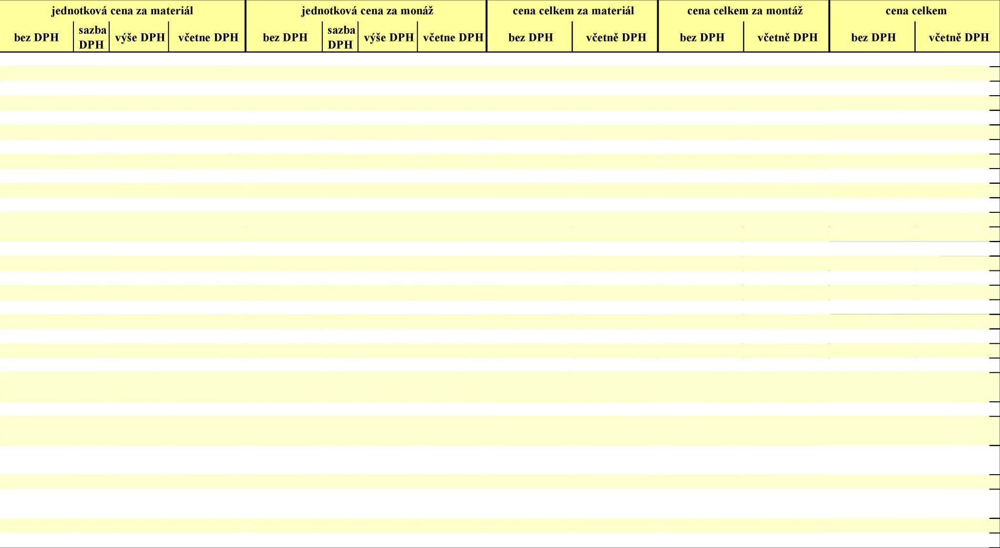 jednotková cena za materiál jednotková cena za monáž cena celkem za materiál cena celkem za montáž cena celkem
bez DPH sazba DPH výše DPH včetne DPH bez DPH sazba DPH výše DPH včetne DPH bez DPH včetně DPH bez DPH včetně DPH bez DPH včetně DPH